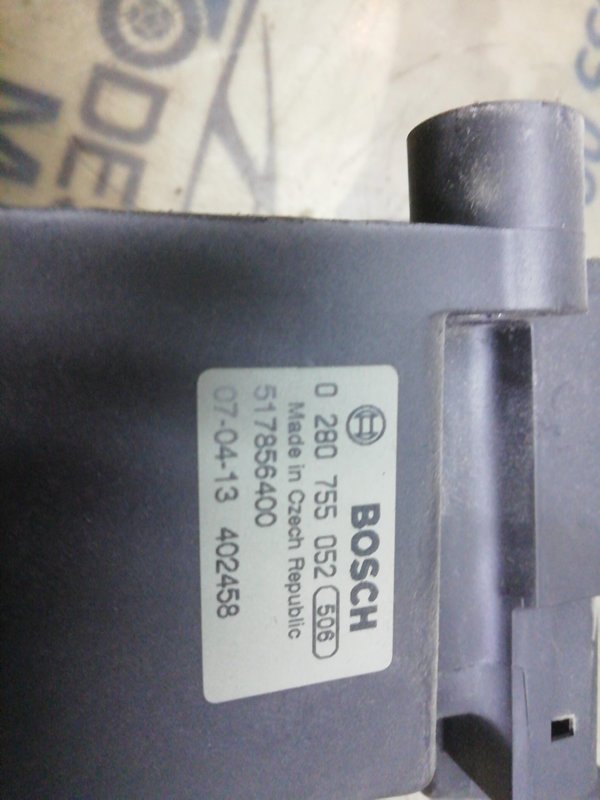 BOSCH
0 280 755 052 506
Made in Czech Republic
517856400
07-04-13 402458